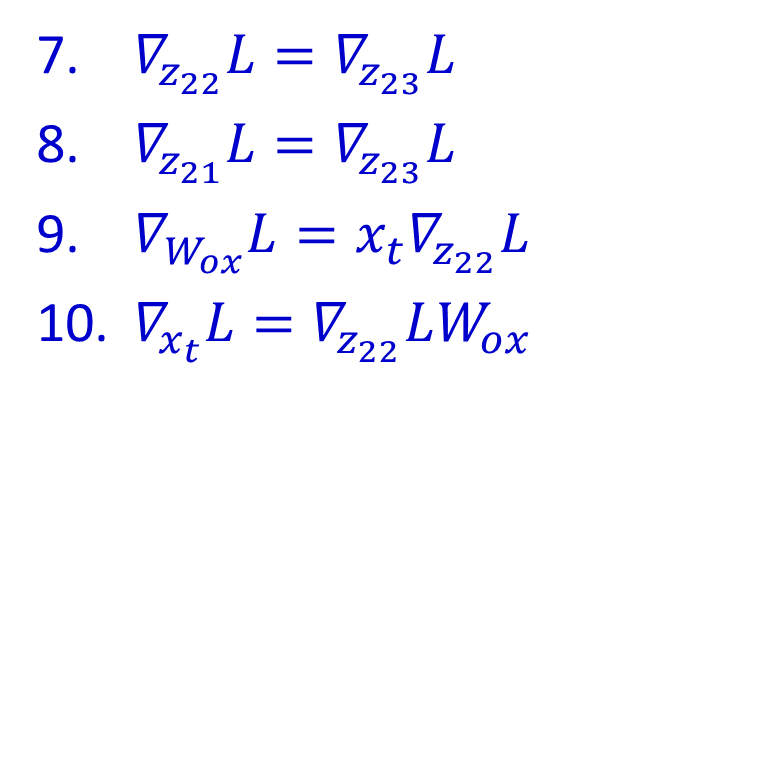 7. ∇_{z_{22}} L = ∇_{z_{23}} L
8. ∇_{z_{21}} L = ∇_{z_{23}} L
9. ∇_{W_{ox}} L = x_t ∇_{z_{22}} L
10. ∇_{x_t} L = ∇_{z_{22}} L W_{ox}